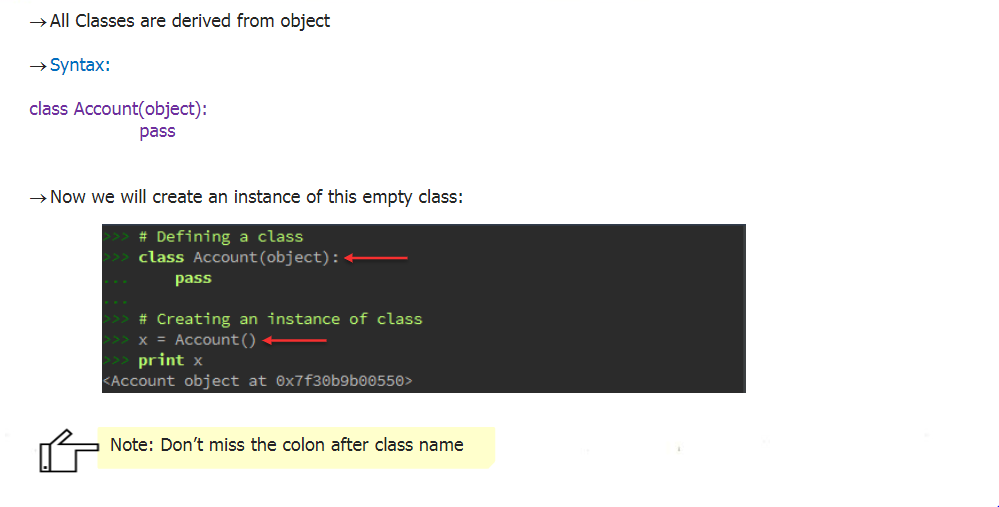 →All Classes are derived from object
→Syntax:
class Account(object):
pass
→Now we will create an instance of this empty class:
>>> # Defining a class
>>> class Account(object):
...     pass
...
>>> # Creating an instance of class
>>> x = Account()
>>> print x
<Account object at 0x7f30b9b00550>
Note: Don’t miss the colon after class name